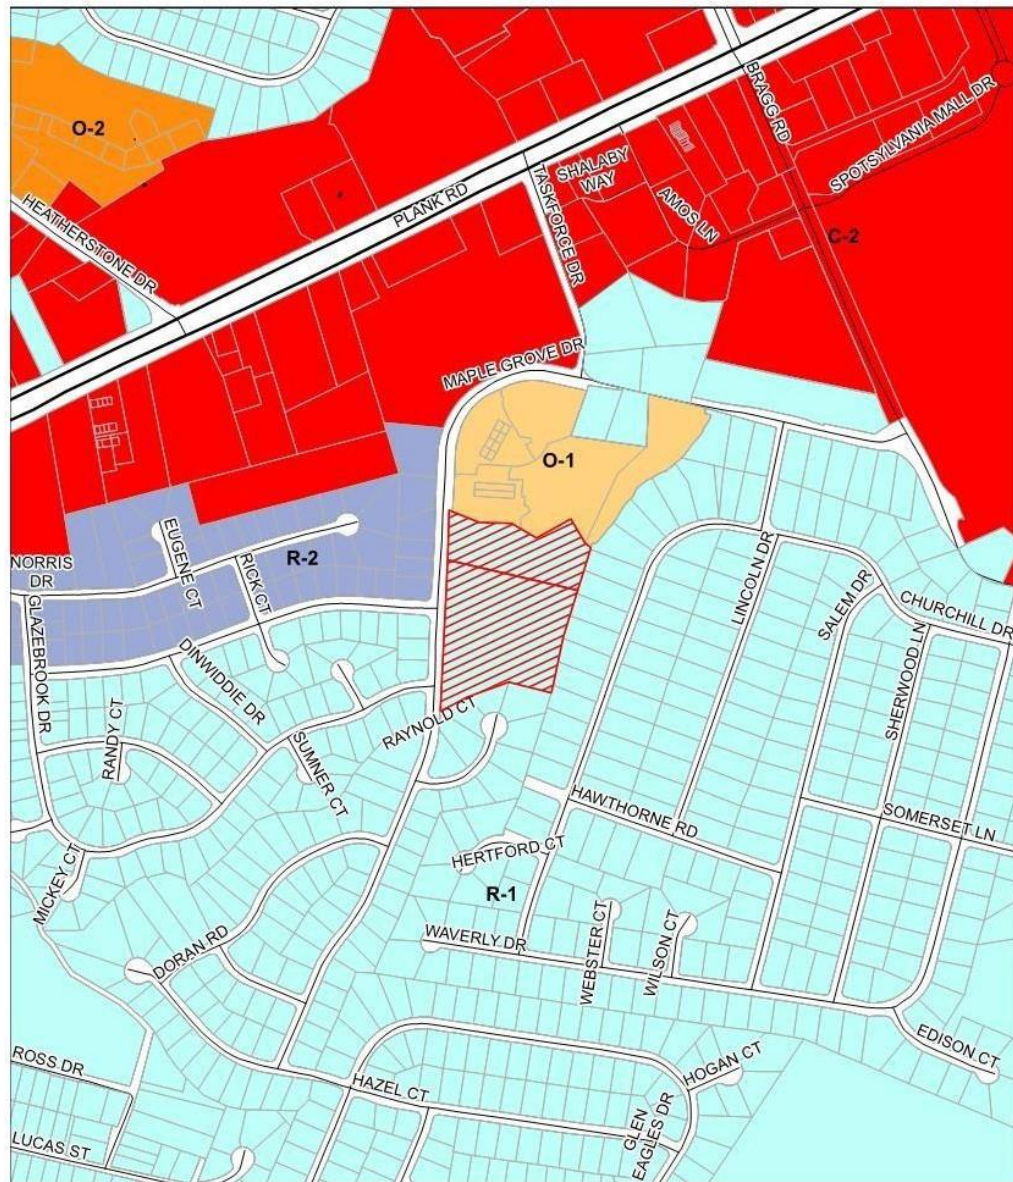 BRAGG RD
SPOTSYLVANIA MALL DR
O-2
SHALABY
WAY
TASKFORCE DR
AMOS LN
PLANK RD
HEATHERSTONE DR
C-2
MAPLE GROVE DR
O-1
EUGENE CT
RICK CT
R-2
NORRIS
DR
GLAZEBROOK DR
LINCOLN DR
SALEM DR
CHURCHILL DR
SHERWOOD LN
DINWIDDIE DR
RAYNOLD CT
RANDY CT
SUMNER CT
HAWTHORNE RD
SOMERSET LN
HERTFORD CT
MICKEY CT
R-1
WAVERLY DR
WEBSTER CT
WILSON CT
DORAN RD
EDISON CT
ROSS DR
HOGAN CT
HAZEL CT
GLEN
EAGLES DR
LUCAS ST